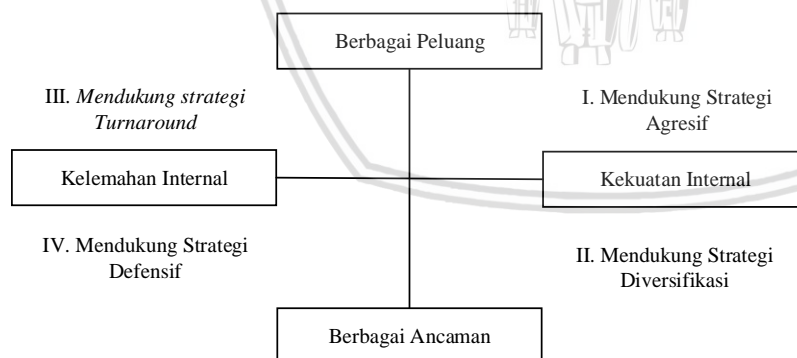 Berbagai Peluang
III. Mendukung strategi
Turnaround
I. Mendukung Strategi
Agresif
Kelemahan Internal
Kekuatan Internal
IV. Mendukung Strategi
Defensif
II. Mendukung Strategi
Diversifikasi
Berbagai Ancaman